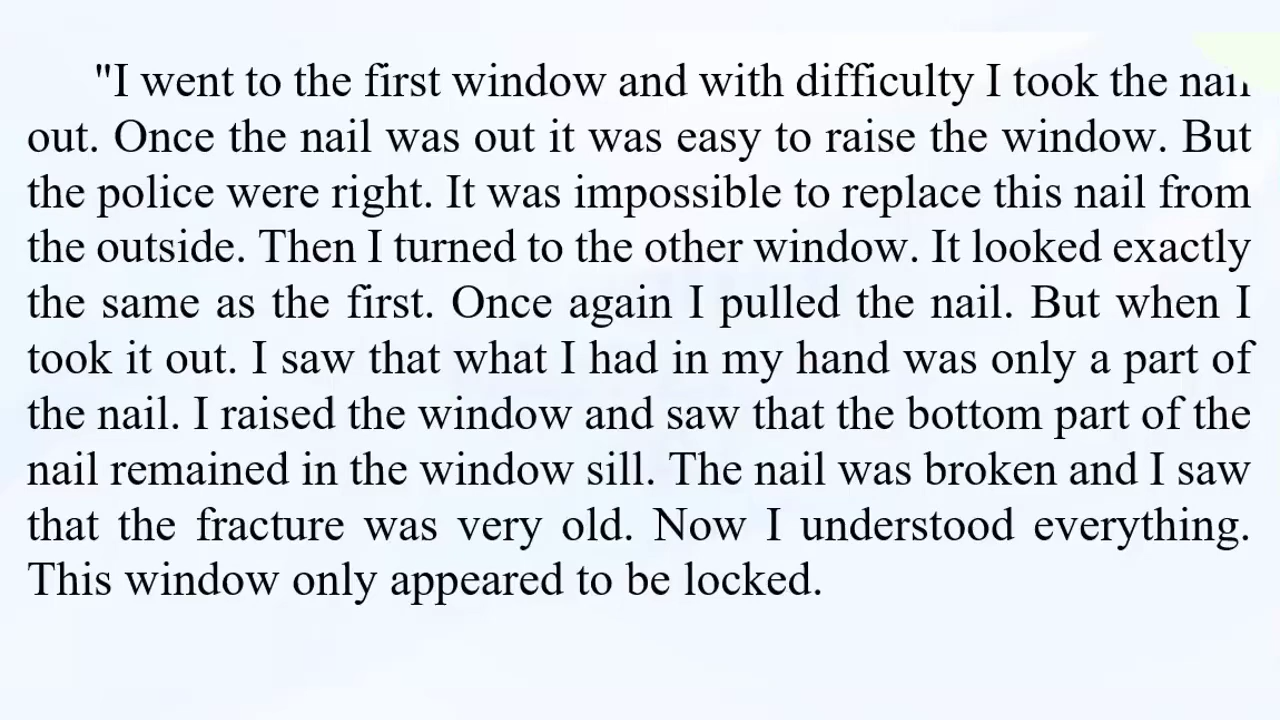 "I went to the first window and with difficulty I took the nail
out. Once the nail was out it was easy to raise the window. But
the police were right. It was impossible to replace this nail from
the outside. Then I turned to the other window. It looked exactly
the same as the first. Once again I pulled the nail. But when I
took it out. I saw that what I had in my hand was only a part of
the nail. I raised the window and saw that the bottom part of the
nail remained in the window sill. The nail was broken and I saw
that the fracture was very old. Now I understood everything.
This window only appeared to be locked.